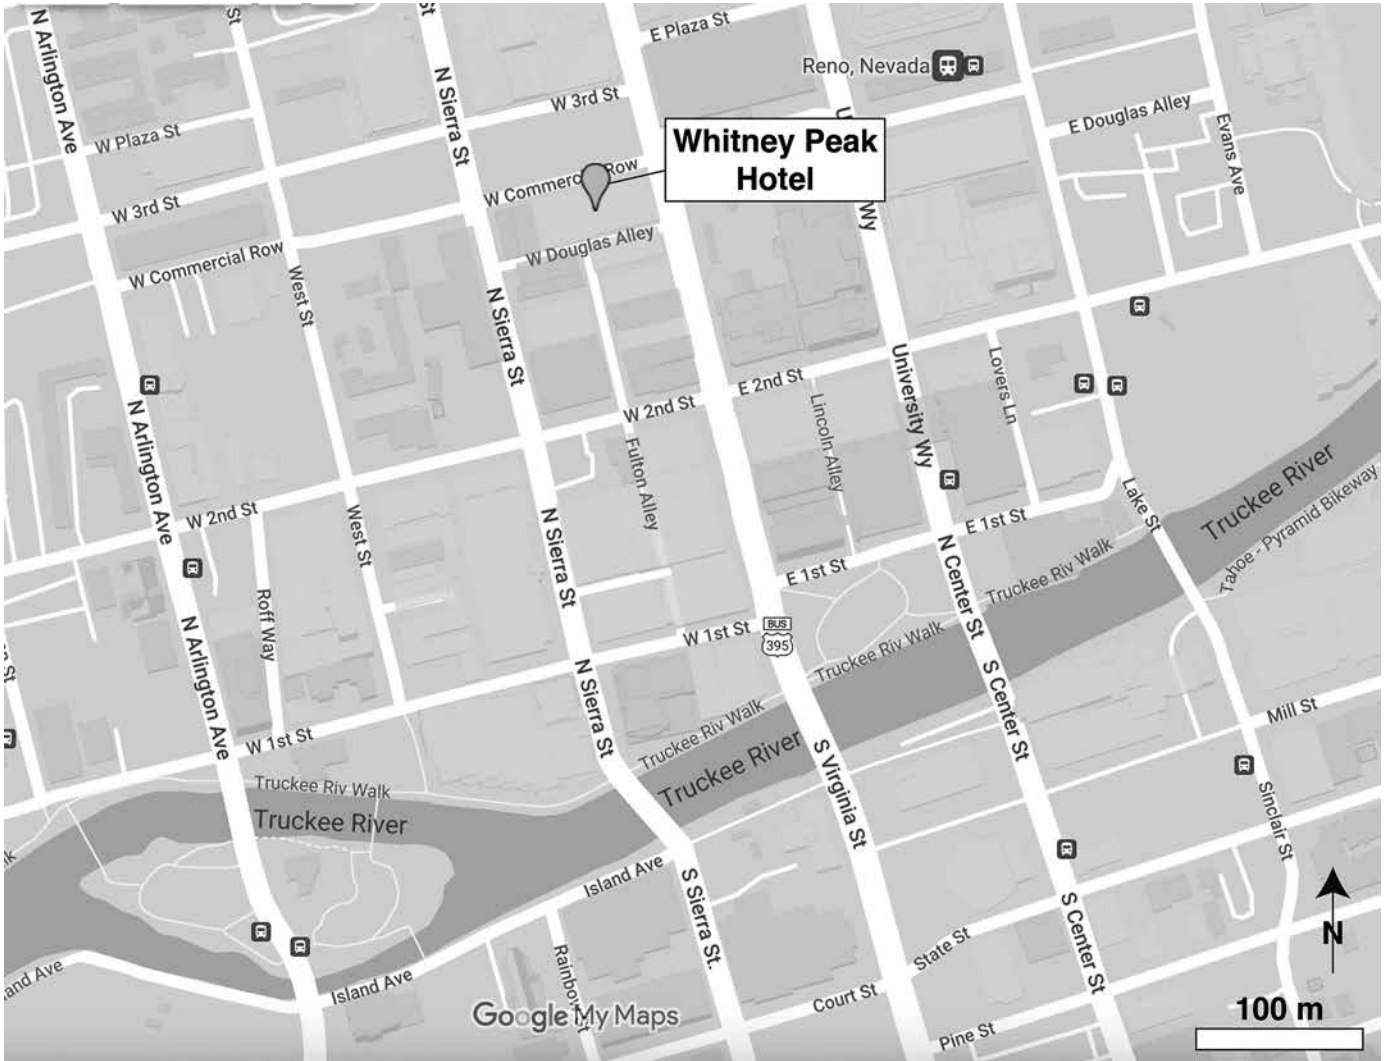 St
St
E Plaza St
N Arlington Ave
N Sierra St
Reno, Nevada
W 3rd St
W Plaza St
E Douglas Alley
Evans Ave
Whitney Peak
Hotel
W Commercial Row
W 3rd St
Wy
W Commercial Row
W Douglas Alley
West St
N Sierra St
E 2nd St
University Wy
Lovers Ln
W 2nd St
N Arlington Ave
Lincoln Alley
Fulton Alley
Truckee River
Tahoe - Pyramid Bikeway
W 2nd St
West St
N Sierra St
E 1st St
Lake St
N Center St
Truckee Riv Walk
E 1st St
Roff Way
N Arlington Ave
W 1st St
BUS
395
Truckee Riv Walk
N Sierra St
S Center St
W 1st St
Truckee Riv Walk
Mill St
Truckee River
S Virginia St
Truckee Riv Walk
Truckee River
Sinclair St
Island Ave
S Sierra St.
S Center St
N
State St
Island Ave
Rainbow St
Court St
Google My Maps
Pine St
100 m